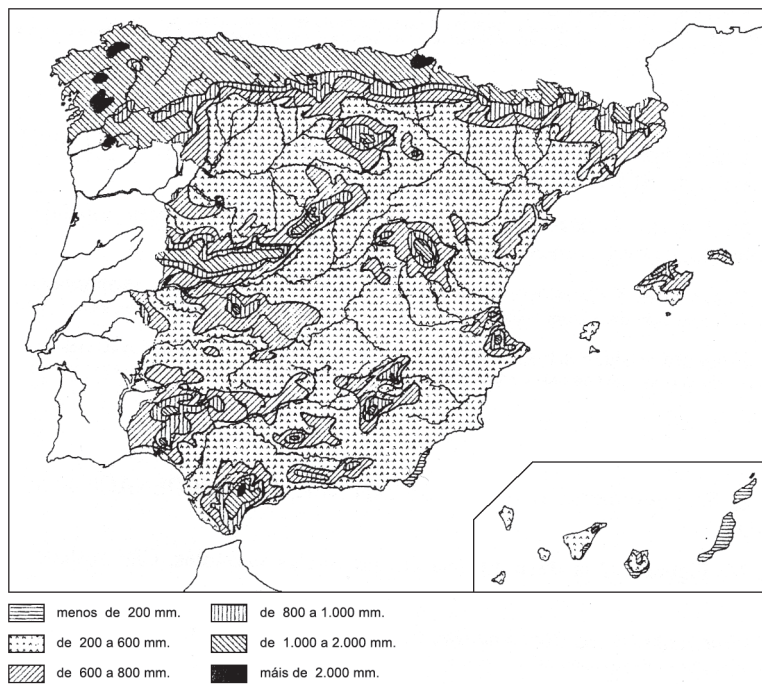 menos de 200 mm.
de 200 a 600 mm.
de 600 a 800 mm.
de 800 a 1.000 mm.
de 1.000 a 2.000 mm.
máis de 2.000 mm.